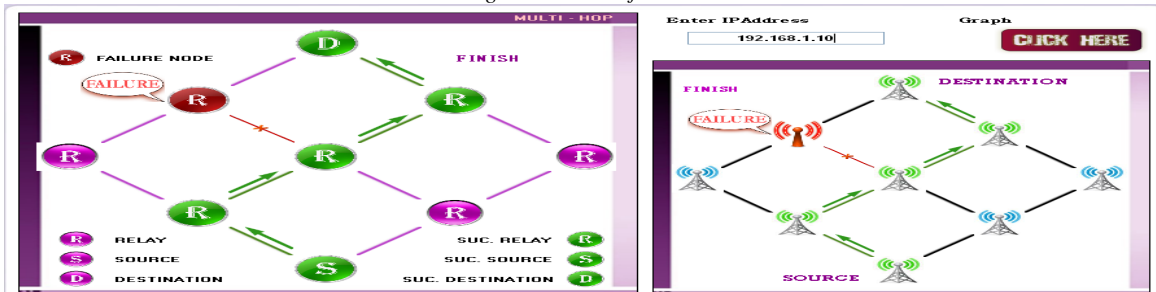 MULTI - HOP
D
R FAILURE NODE
FINISH
FAILURE
R
R
R
R
R
R
R
R RELAY
S SOURCE
D DESTINATION
S
SUC. RELAY R
SUC. SOURCE S
SUC. DESTINATION D
Enter IPAddress
Graph
192.168.1.10
CLICK HERE
FINISH
DESTINATION
FAILURE
SOURCE